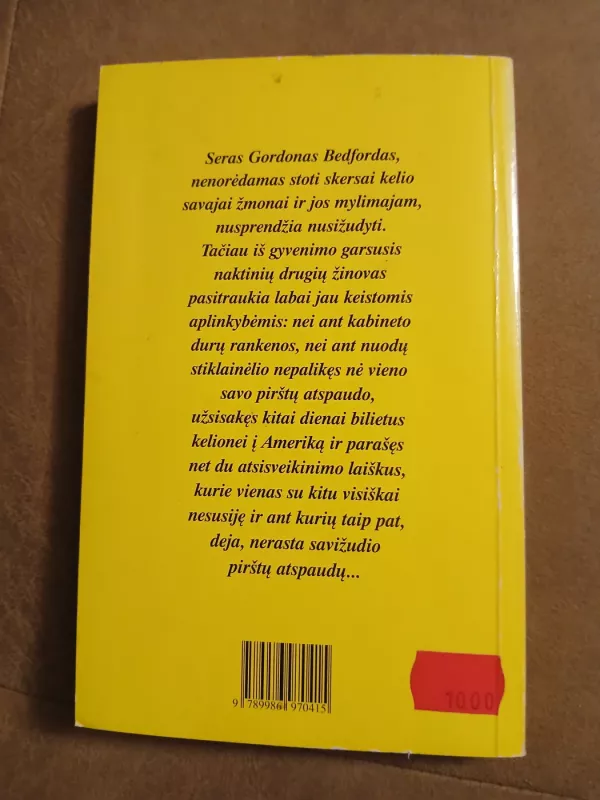 Seras Gordonas Bedfordas,
nenorėdamas stoti skersai kelio
savajai žmonai ir jos mylimajam,
nusprendžia nusižudyti.
Tačiau iš gyvenimo garsusis
naktinių drugių žinovas
pasitraukia labai jau keistomis
aplinkybėmis: nei ant kabineto
durų rankenos, nei ant nuodų
stiklainėlio nepalikęs nė vieno
savo pirštų atspaudo,
užsisakęs kitai dienai bilietus
kelionei į Ameriką ir parašęs
net du atsisveikinimo laiškus,
kurie vienas su kitu visiškai
nesusiję ir ant kurių taip pat,
deja, nerasta savižudio
pirštų atspaudų...
9 789986 970415
1000